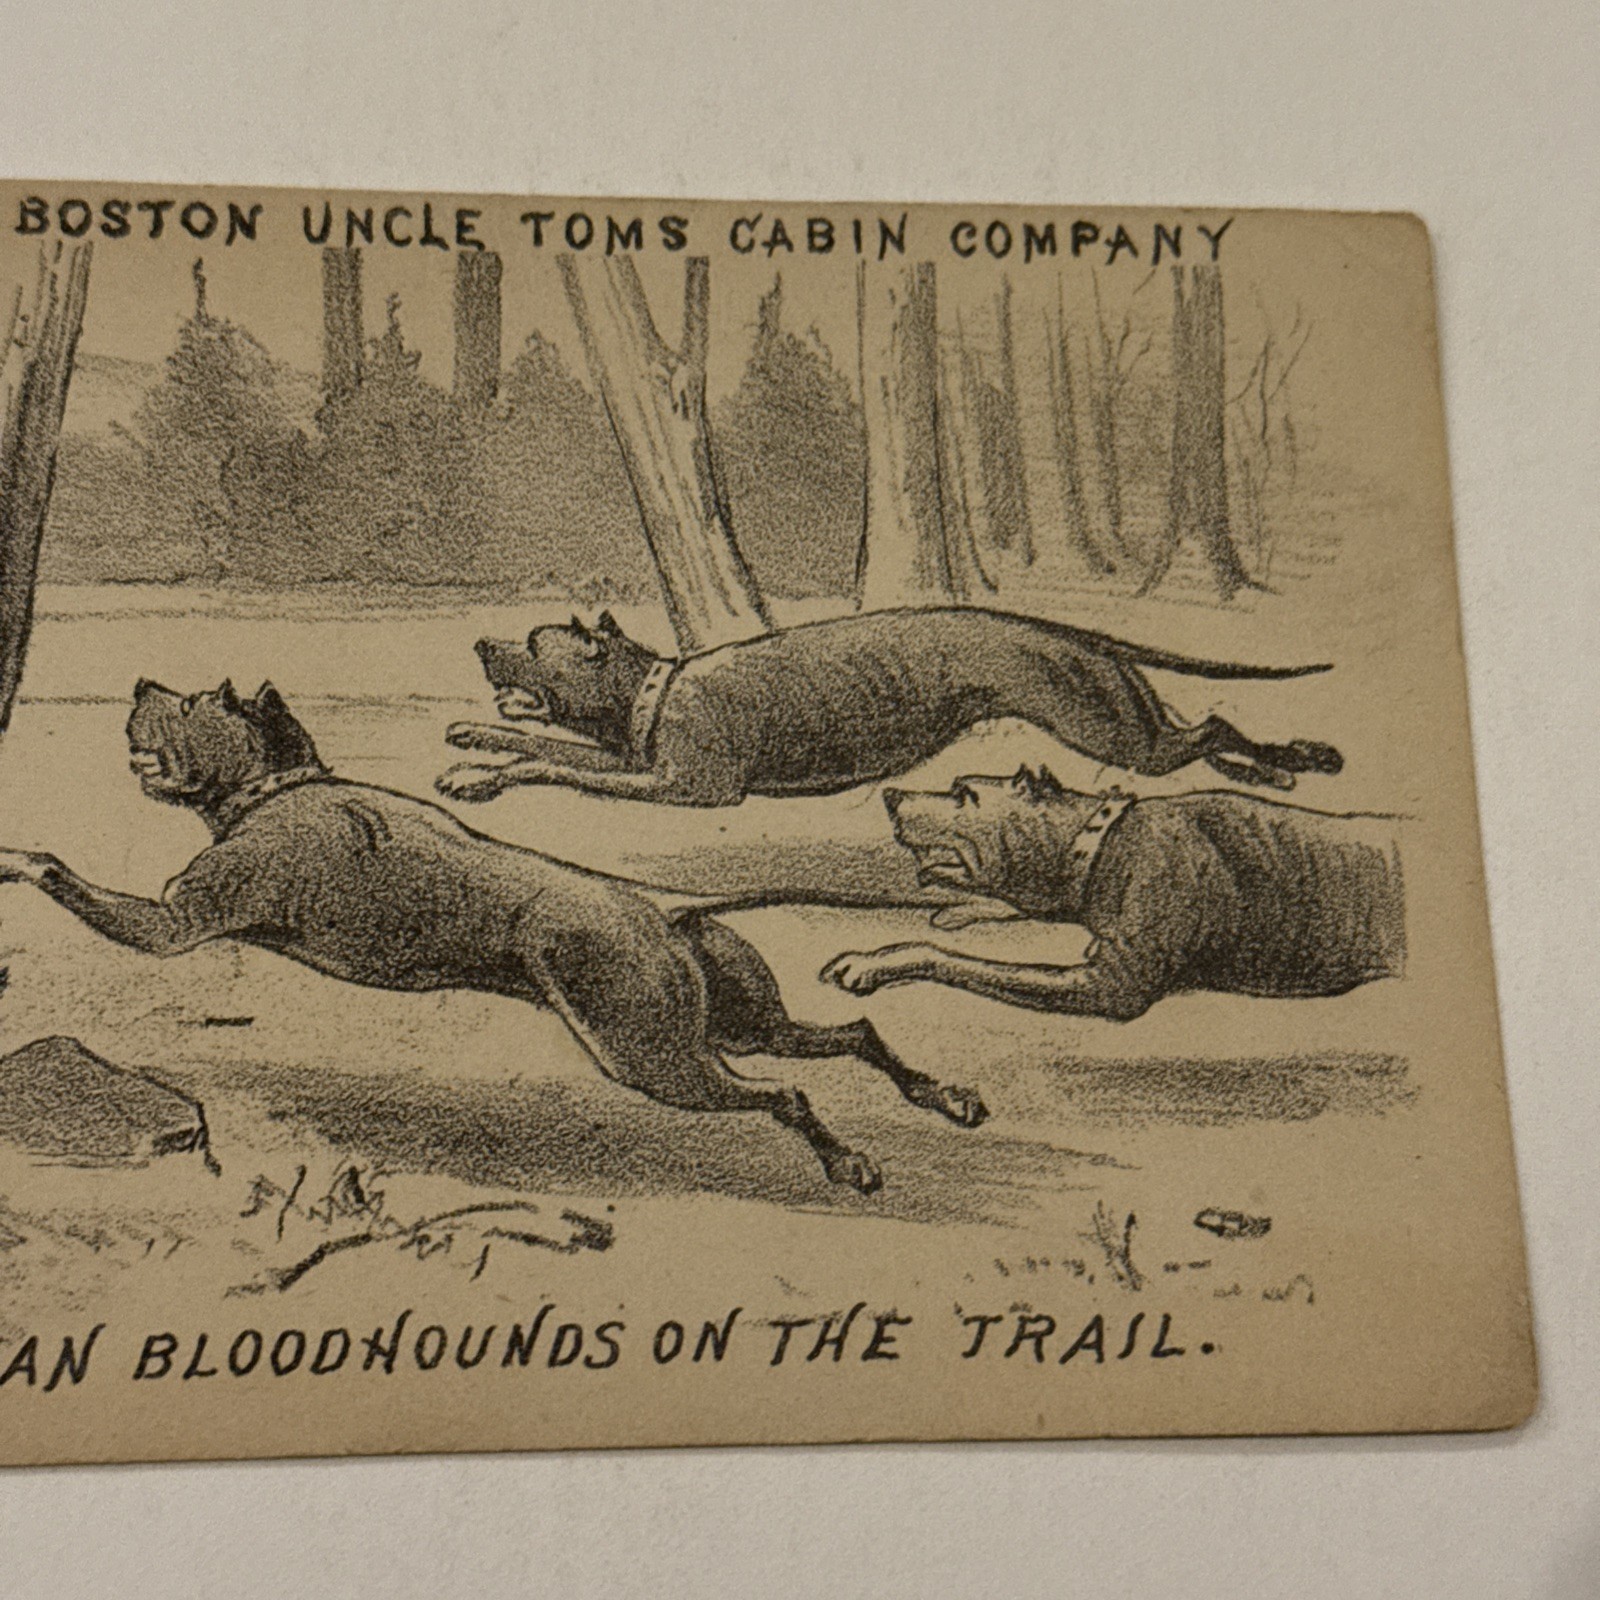 BOSTON UNCLE TOMS CABIN COMPANY
AN BLOODHOUNDS ON THE TRAIL.